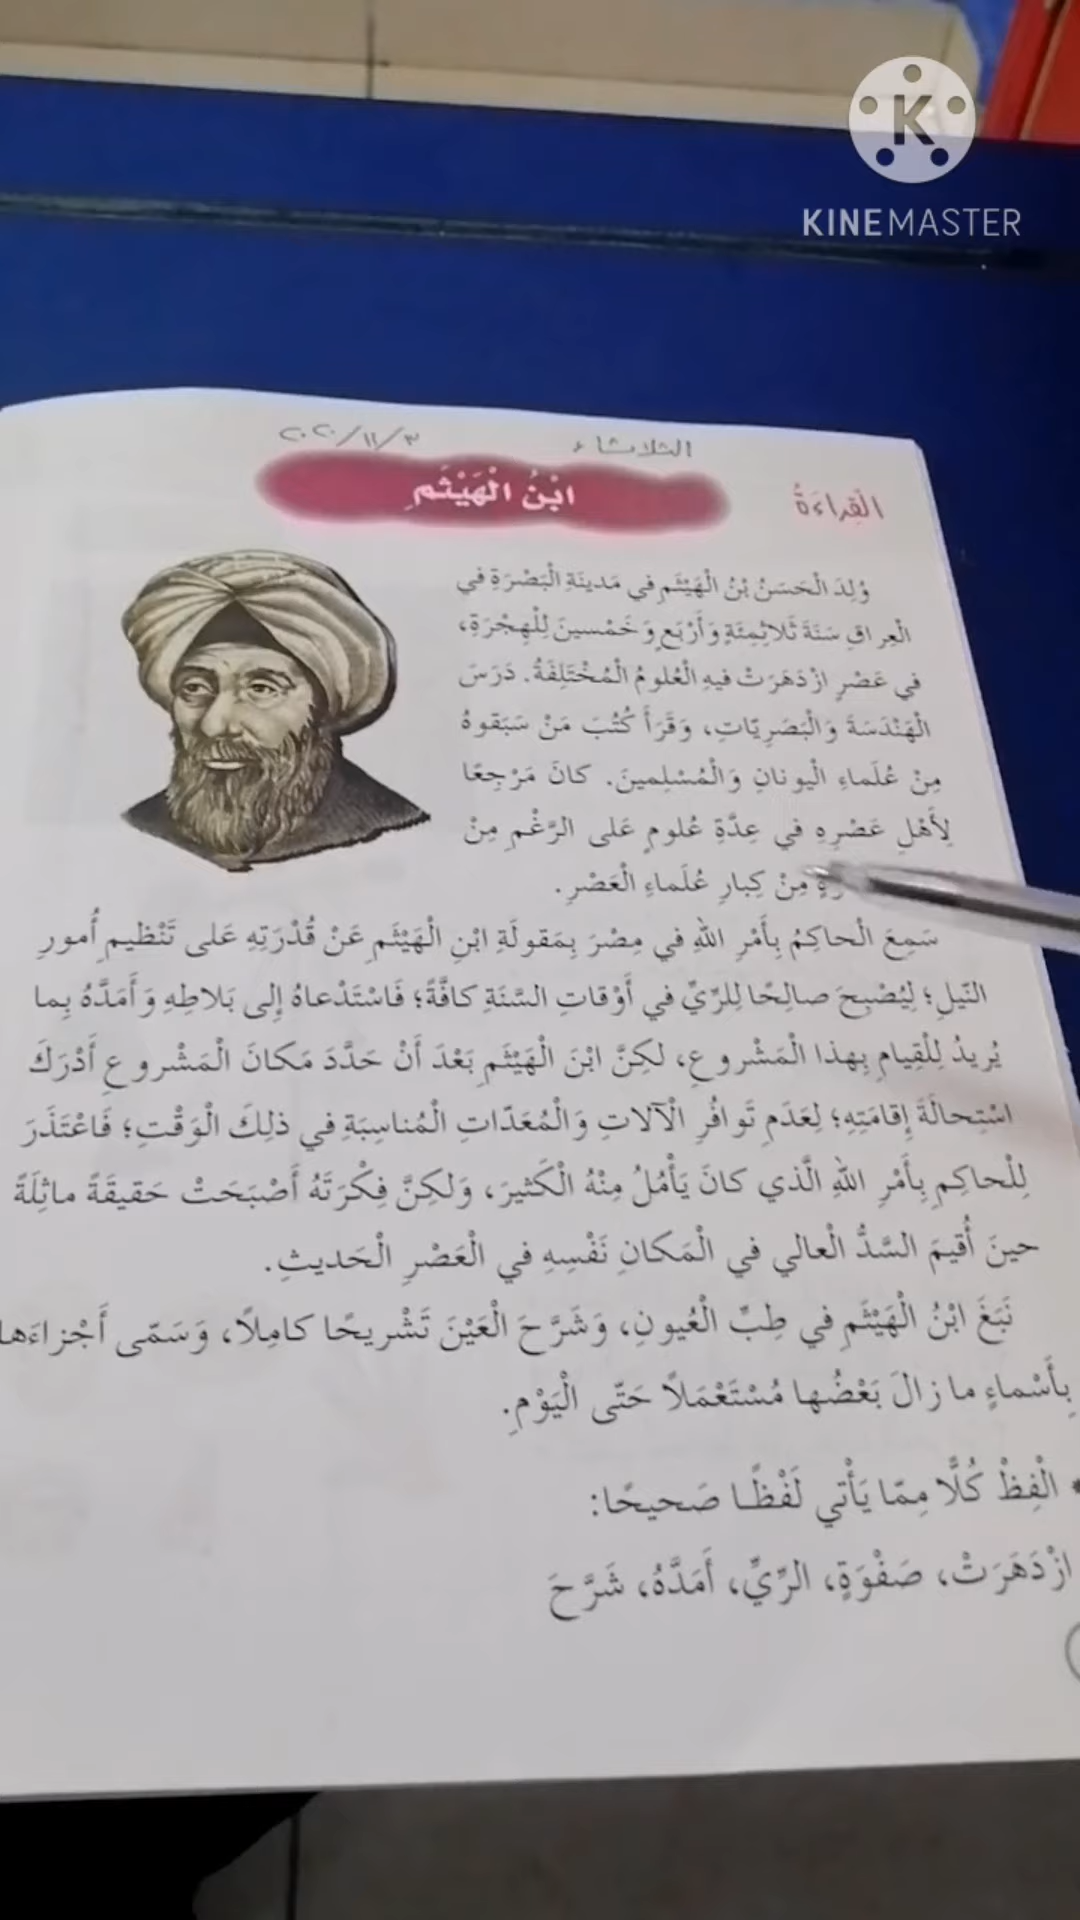 KINEMASTER
الثلاثاء ٣/١١/٢٠٢٠
الْقِراءَةُ
ابْنُ الْهَيْثَمِ
وُلِدَ الْحَسَنُ بْنُ الْهَيْثَمِ في مَدينَةِ الْبَصْرَةِ في
الْعِراقِ سَنَةَ ثَلاثِمِئَةٍ وَأَرْبَعٍ وَخَمْسينَ لِلْهِجْرَةِ،
في عَصْرٍ ازْدَهَرَتْ فيهِ الْعُلومُ الْمُخْتَلِفَةُ. دَرَسَ
الْهَنْدَسَةَ وَالْبَصَرِيّاتِ، وَقَرَأَ كُتُبَ مَنْ سَبَقوهُ
مِنْ عُلَماءِ الْيونانِ وَالْمُسْلِمينَ. كانَ مَرْجِعًا
لِأَهْلِ عَصْرِهِ في عِدَّةِ عُلومٍ عَلى الرَّغْمِ مِنْ
مِنْ كِبارِ عُلَماءِ الْعَصْرِ.
سَمِعَ الْحاكِمُ بِأَمْرِ اللهِ في مِصْرَ بِمَقولَةِ ابْنِ الْهَيْثَمِ عَنْ قُدْرَتِهِ عَلى تَنْظيمِ أُمورِ
النّيلِ؛ لِيُصْبِحَ صالِحًا لِلرِّيِّ في أَوْقاتِ السَّنَةِ كافَّةً؛ فَاسْتَدْعاهُ إِلى بَلاطِهِ وَأَمَدَّهُ بِما
يُريدُ لِلْقِيامِ بِهذا الْمَشْروعِ، لكِنَّ ابْنَ الْهَيْثَمِ بَعْدَ أَنْ حَدَّدَ مَكانَ الْمَشْروعِ أَدْرَكَ
اسْتِحالَةَ إِقامَتِهِ؛ لِعَدَمِ تَوافُرِ الْآلاتِ وَالْمُعَدّاتِ الْمُناسِبَةِ في ذلِكَ الْوَقْتِ؛ فَاعْتَذَرَ
لِلْحاكِمِ بِأَمْرِ اللهِ الَّذي كانَ يَأْمُلُ مِنْهُ الْكَثيرَ، وَلكِنَّ فِكْرَتَهُ أَصْبَحَتْ حَقيقَةً ماثِلَةً
حينَ أُقيمَ السَّدُّ الْعالي في الْمَكانِ نَفْسِهِ في الْعَصْرِ الْحَديثِ.
نَبَغَ ابْنُ الْهَيْثَمِ في طِبِّ الْعُيونِ، وَشَرَّحَ الْعَيْنَ تَشْريحًا كامِلًا، وَسَمّى أَجْزاءَها
بِأَسْماءٍ ما زالَ بَعْضُها مُسْتَعْمَلًا حَتّى الْيَوْمِ.
* الْفِظْ كُلًّا مِمّا يَأْتي لَفْظًا صَحيحًا:
ازْدَهَرَتْ، صَفْوَةٍ، الرِّيِّ، أَمَدَّهُ، شَرَّحَ